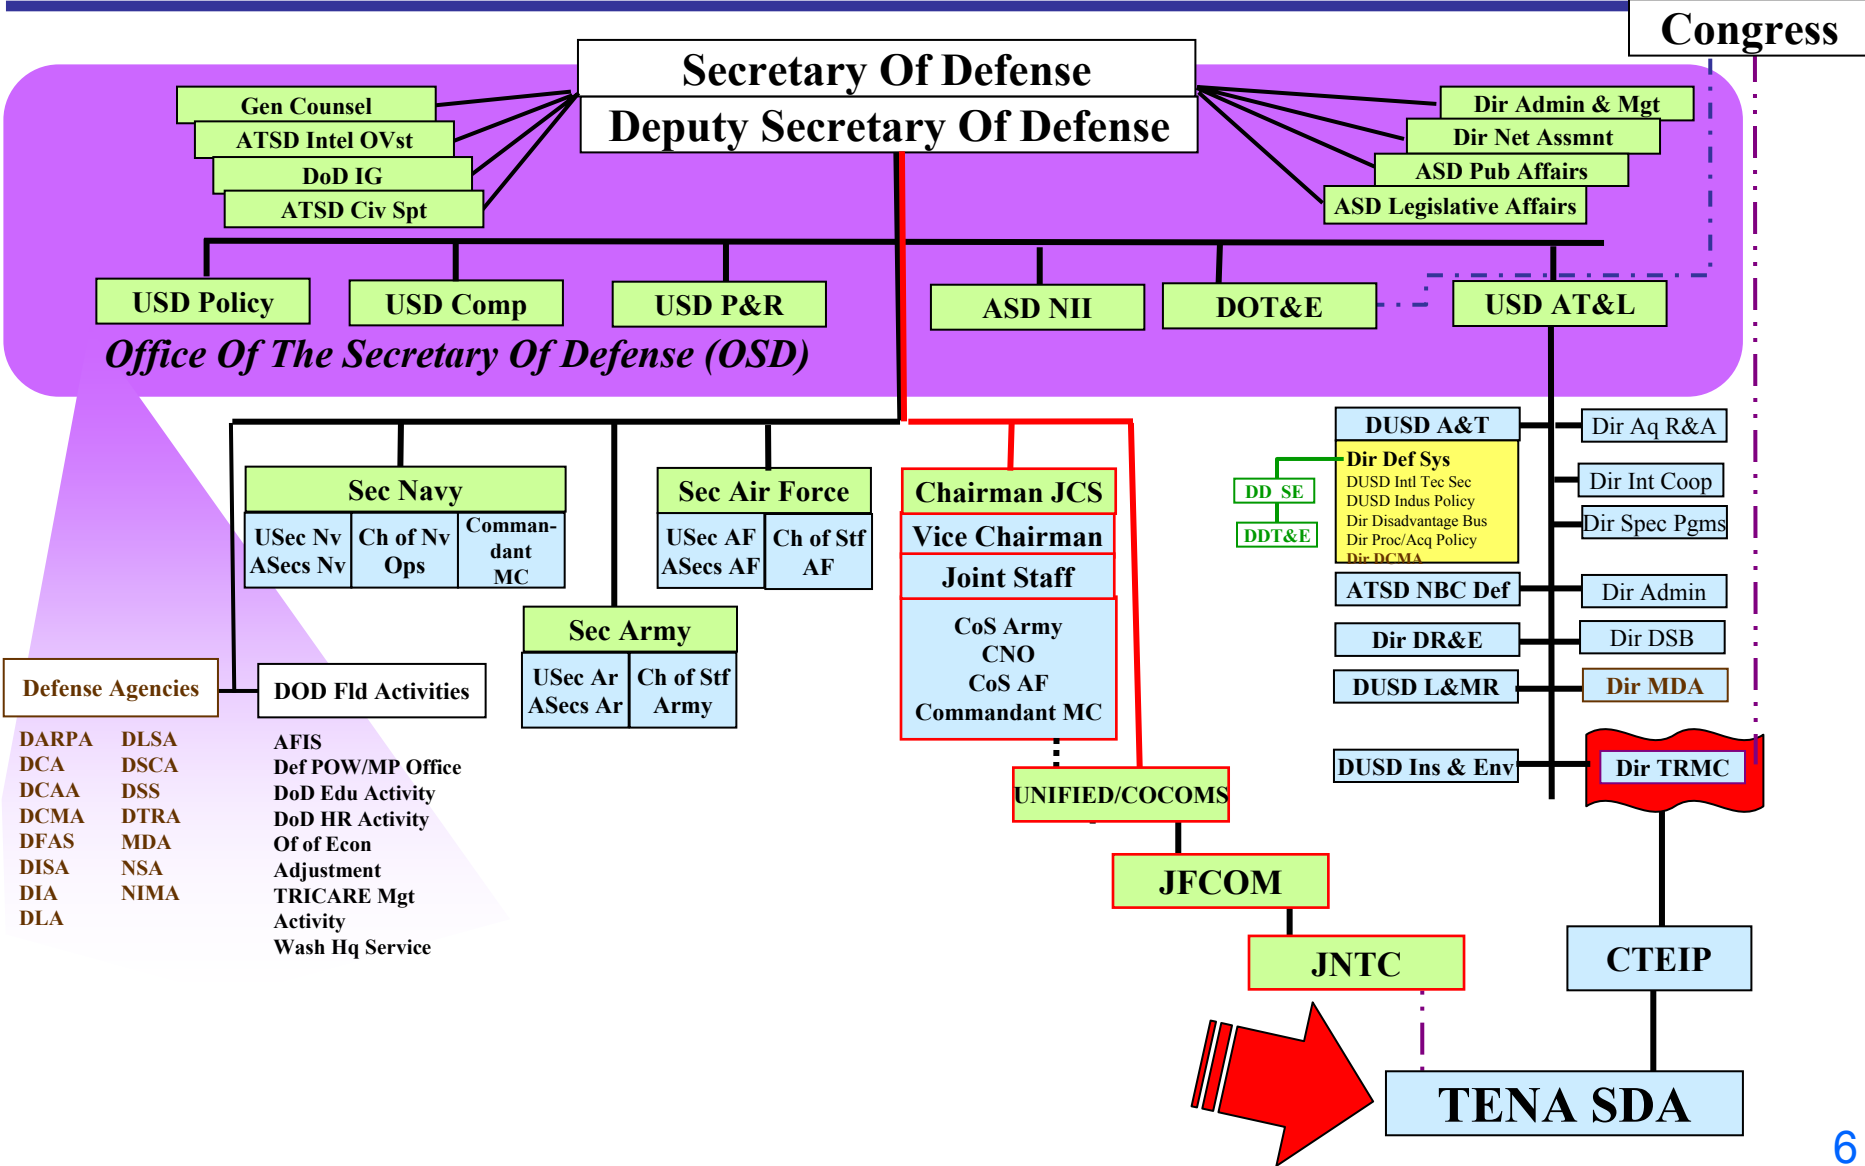 Congress
Secretary Of Defense
Deputy Secretary Of Defense
Gen Counsel
ATSD Intel OVst
DoD IG
ATSD Civ Spt
Dir Admin & Mgt
Dir Net Assmnt
ASD Pub Affairs
ASD Legislative Affairs
USD Policy
USD Comp
USD P&R
ASD NII
DOT&E
USD AT&L
Office Of The Secretary Of Defense (OSD)
Sec Navy
USec Nv
ASecs Nv
Ch of Nv
Ops
Comman-
dant
MC
Sec Air Force
USec AF
ASecs AF
Ch of Stf
AF
Sec Army
USec Ar
ASecs Ar
Ch of Stf
Army
Chairman JCS
Vice Chairman
Joint Staff
CoS Army
CNO
CoS AF
Commandant MC
UNIFIED/COCOMS
JFCOM
JNTC
DUSD A&T
Dir Def Sys
DUSD Intl Tec Sec
DUSD Indus Policy
Dir Disadvantage Bus
Dir Proc/Acq Policy
Dir DCMA
DD SE
DDT&E
ATSD NBC Def
Dir DR&E
DUSD L&MR
DUSD Ins & Env
Dir Aq R&A
Dir Int Coop
Dir Spec Pgms
Dir Admin
Dir DSB
Dir MDA
Dir TRMC
CTEIP
TENA SDA
Defense Agencies
DARPA
DCA
DCAA
DCMA
DFAS
DISA
DIA
DLA
DLSA
DSCA
DSS
DTRA
MDA
NSA
NIMA
DOD Fld Activities
AFIS
Def POW/MP Office
DoD Edu Activity
DoD HR Activity
Of of Econ
Adjustment
TRICARE Mgt
Activity
Wash Hq Service
6